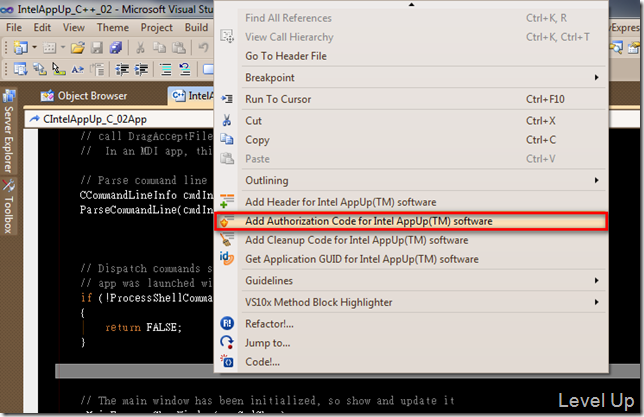 IntelAppUp_C++_02 - Microsoft Visual Stu
File Edit View Project
Find All References Shift+K, R
View Call Hierarchy Ctrl+K, Ctrl+T
Go To Header File
Breakpoint
Object Browser
Run To Cursor Ctrl+F10
CIntelAppUp_C_02App
Cut Ctrl+X
Copy Ctrl+C
Paste Ctrl+V
Server Explorer
Toolbox
// call DragAcceptFile
// In an MDI app, thi
Outlining
// Parse command line
CCommandLineInfo cmdIn
ParseCommandLine(cmdIn
Add Header for Intel AppUp(TM) software
Add Authorization Code for Intel AppUp(TM) software
Add Cleanup Code for Intel AppUp(TM) software
Get Application GUID for Intel AppUp(TM) software
// Dispatch commands s
// app was launched wi
if (!ProcessShellComma
{
return FALSE;
}
Guidelines
VS10x Method Block Highlighter
Refactor!...
Jump to...
Code!...
// The main window has been initialized, so show and update it
Level Up